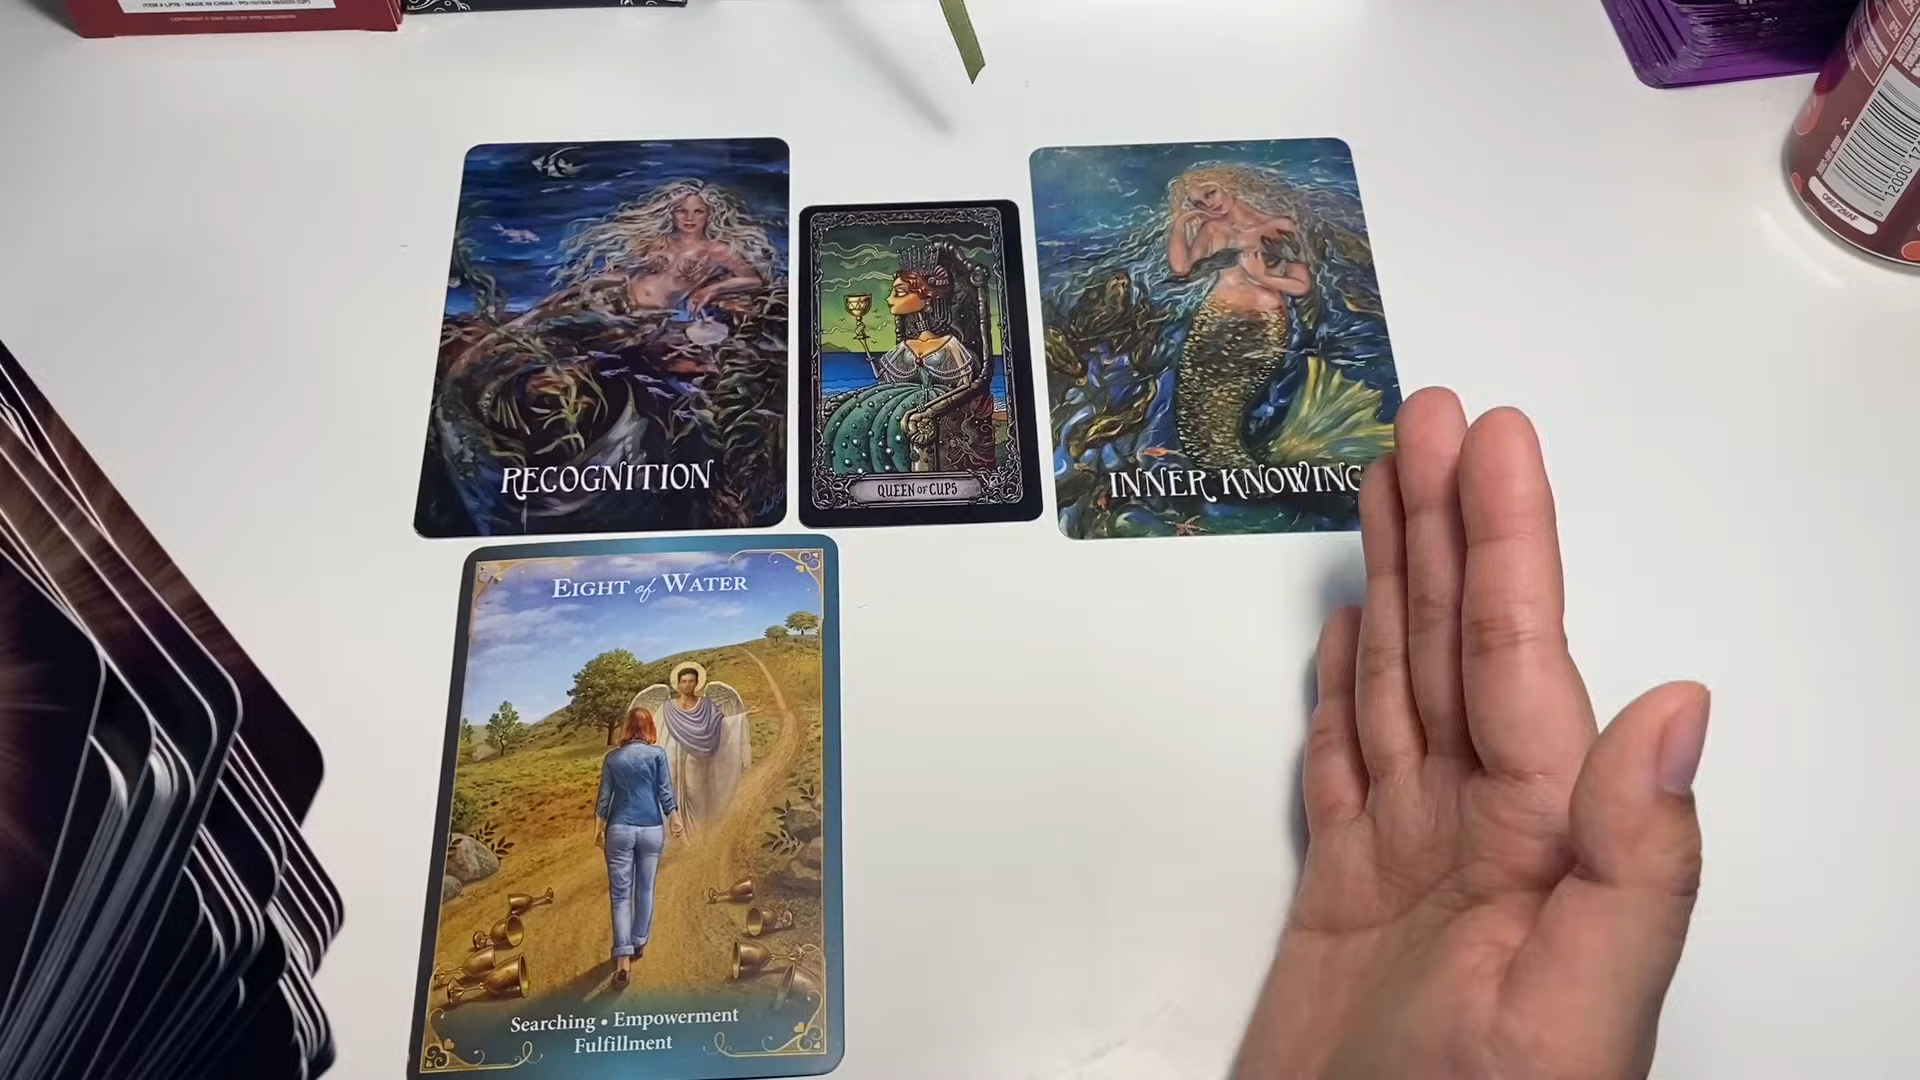 RECOGNITION
QUEEN OF CUPS
INNER KNOWING
EIGHT of WATER
Searching • Empowerment
Fulfillment